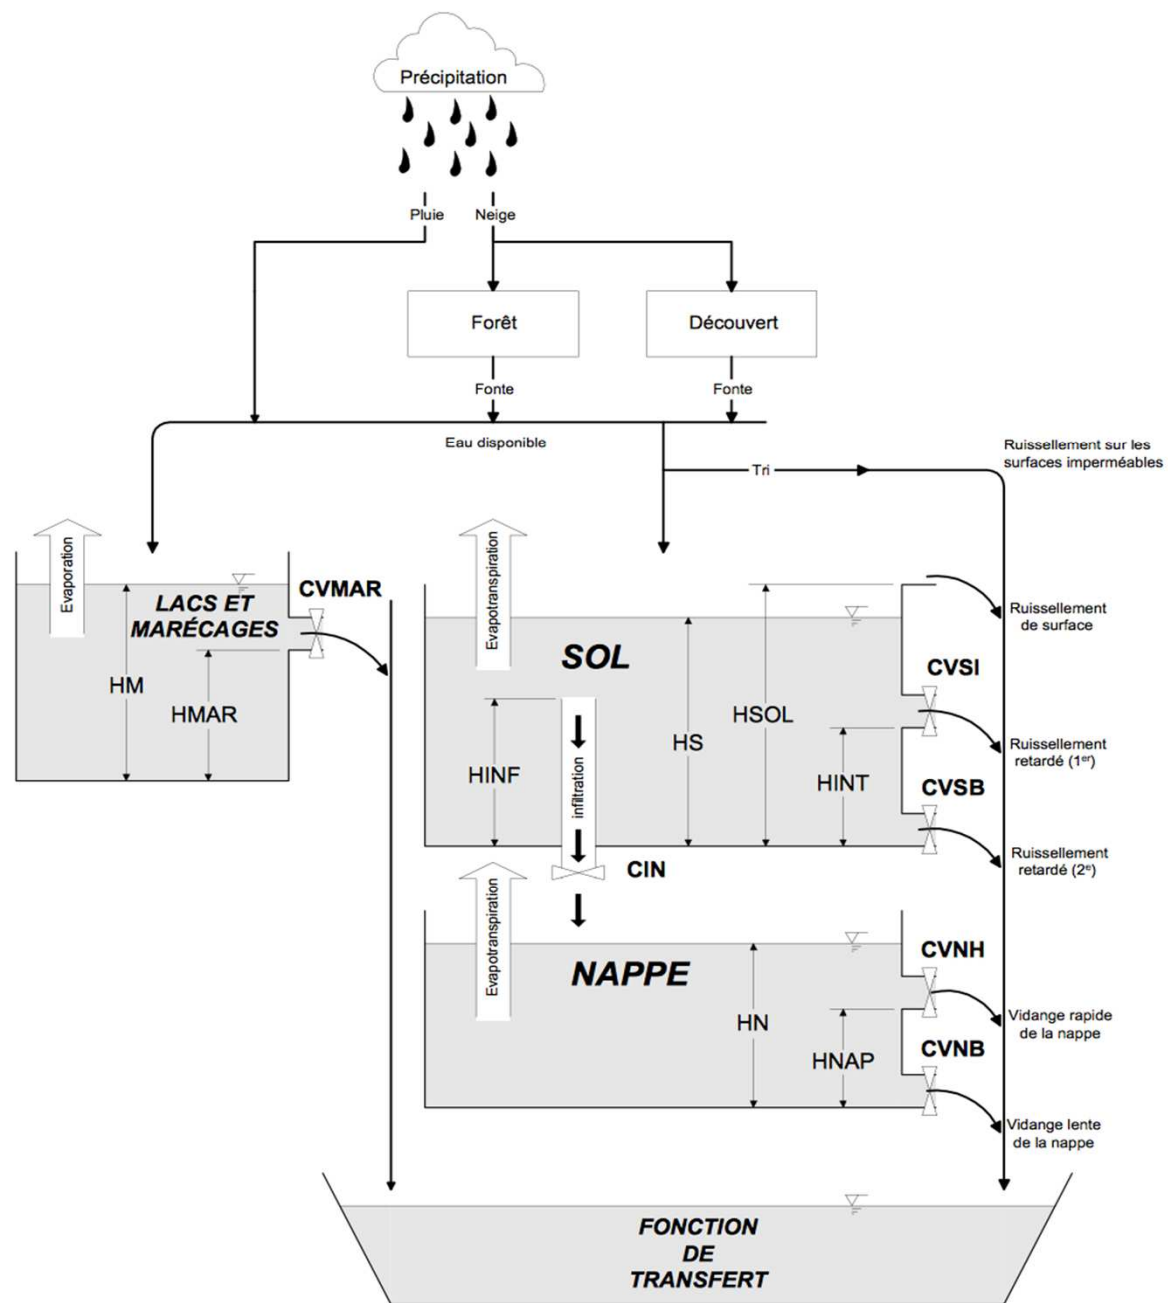 Précipitation
Pluie
Neige
Forêt
Découvert
Fonte
Fonte
Eau disponible
Ruissellement sur les
surfaces imperméables
Tri
Evaporation
LACS ET
MARÉCAGES
CVMAR
HM
HMAR
Evapotranspiration
SOL
HINF
infiltration
HS
HSOL
HINT
CIN
Ruissellement
de surface
CVSI
Ruissellement
retardé (1er)
CVSB
Ruissellement
retardé (2e)
Evapotranspiration
NAPPE
HN
HNAP
CVNH
Vidange rapide
de la nappe
CVNB
Vidange lente
de la nappe
FONCTION
DE
TRANSFERT